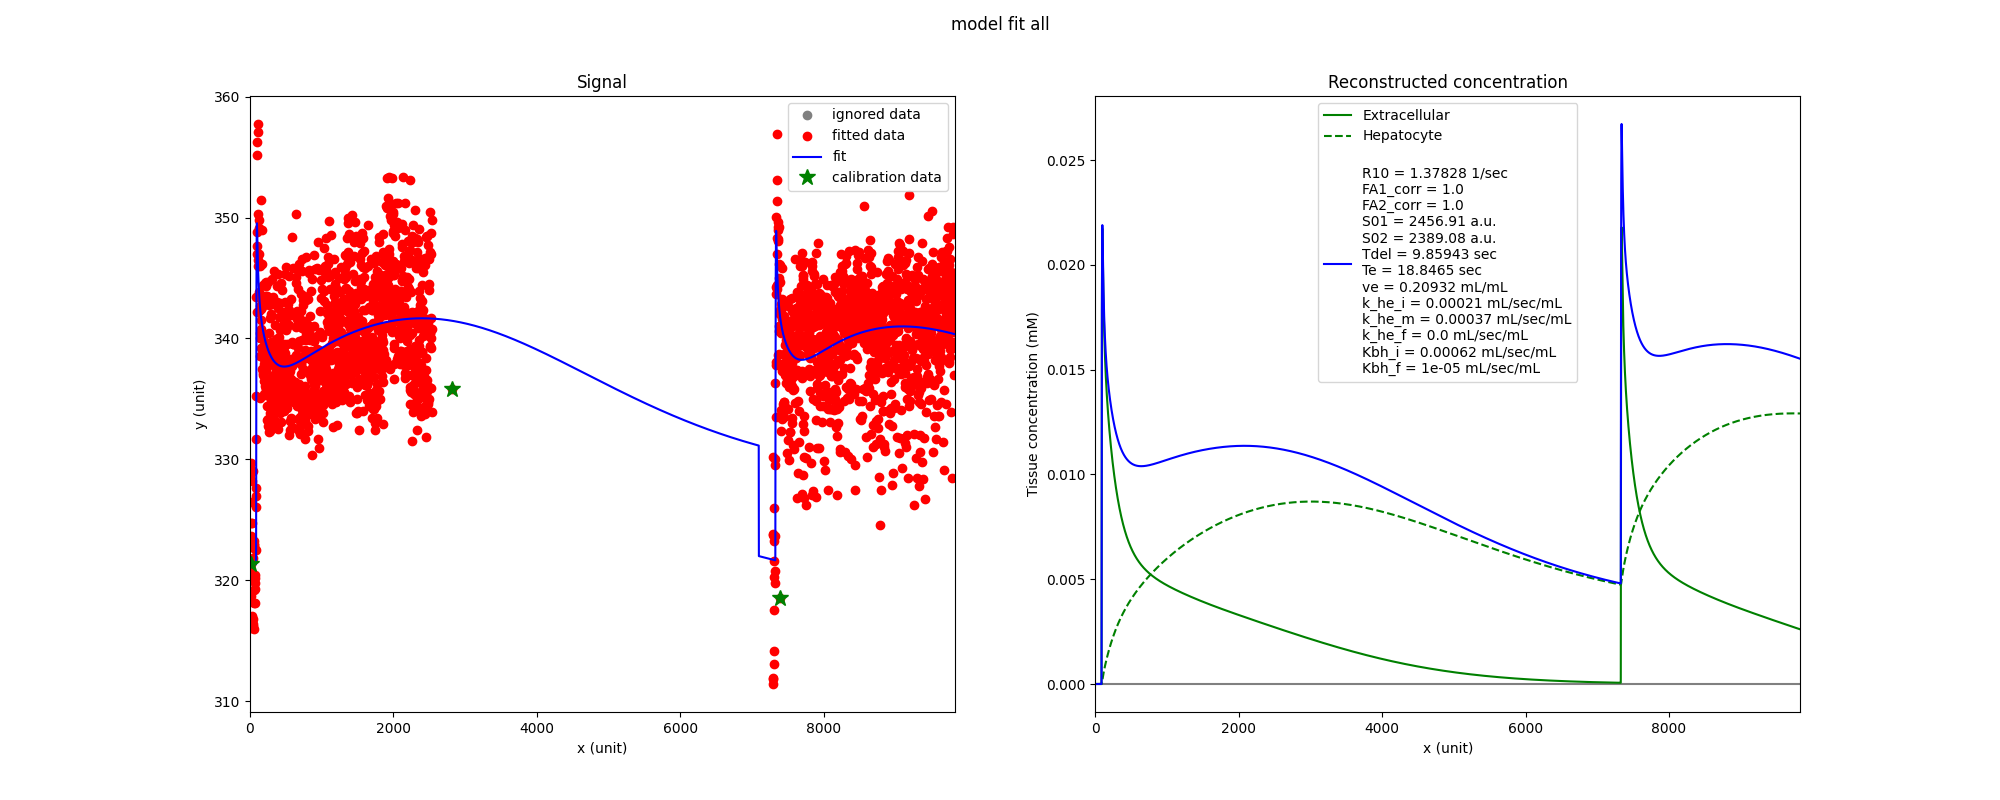 model fit all
Signal
360
350
340
330
320
310
y (unit)
0
2000
4000
6000
8000
x (unit)
ignored data
fitted data
fit
calibration data
Reconstructed concentration
0.025
0.020
0.015
0.010
0.005
0.000
Tissue concentration (mM)
0
2000
4000
6000
8000
x (unit)
Extracellular
Hepatocyte
R10 = 1.37828 1/sec
FA1_corr = 1.0
FA2_corr = 1.0
S01 = 2456.91 a.u.
S02 = 2389.08 a.u.
Tdel = 9.85943 sec
Te = 18.8465 sec
ve = 0.20932 mL/mL
k_he_i = 0.00021 mL/sec/mL
k_he_m = 0.00037 mL/sec/mL
k_he_f = 0.0 mL/sec/mL
Kbh_i = 0.00062 mL/sec/mL
Kbh_f = 1e-05 mL/sec/mL